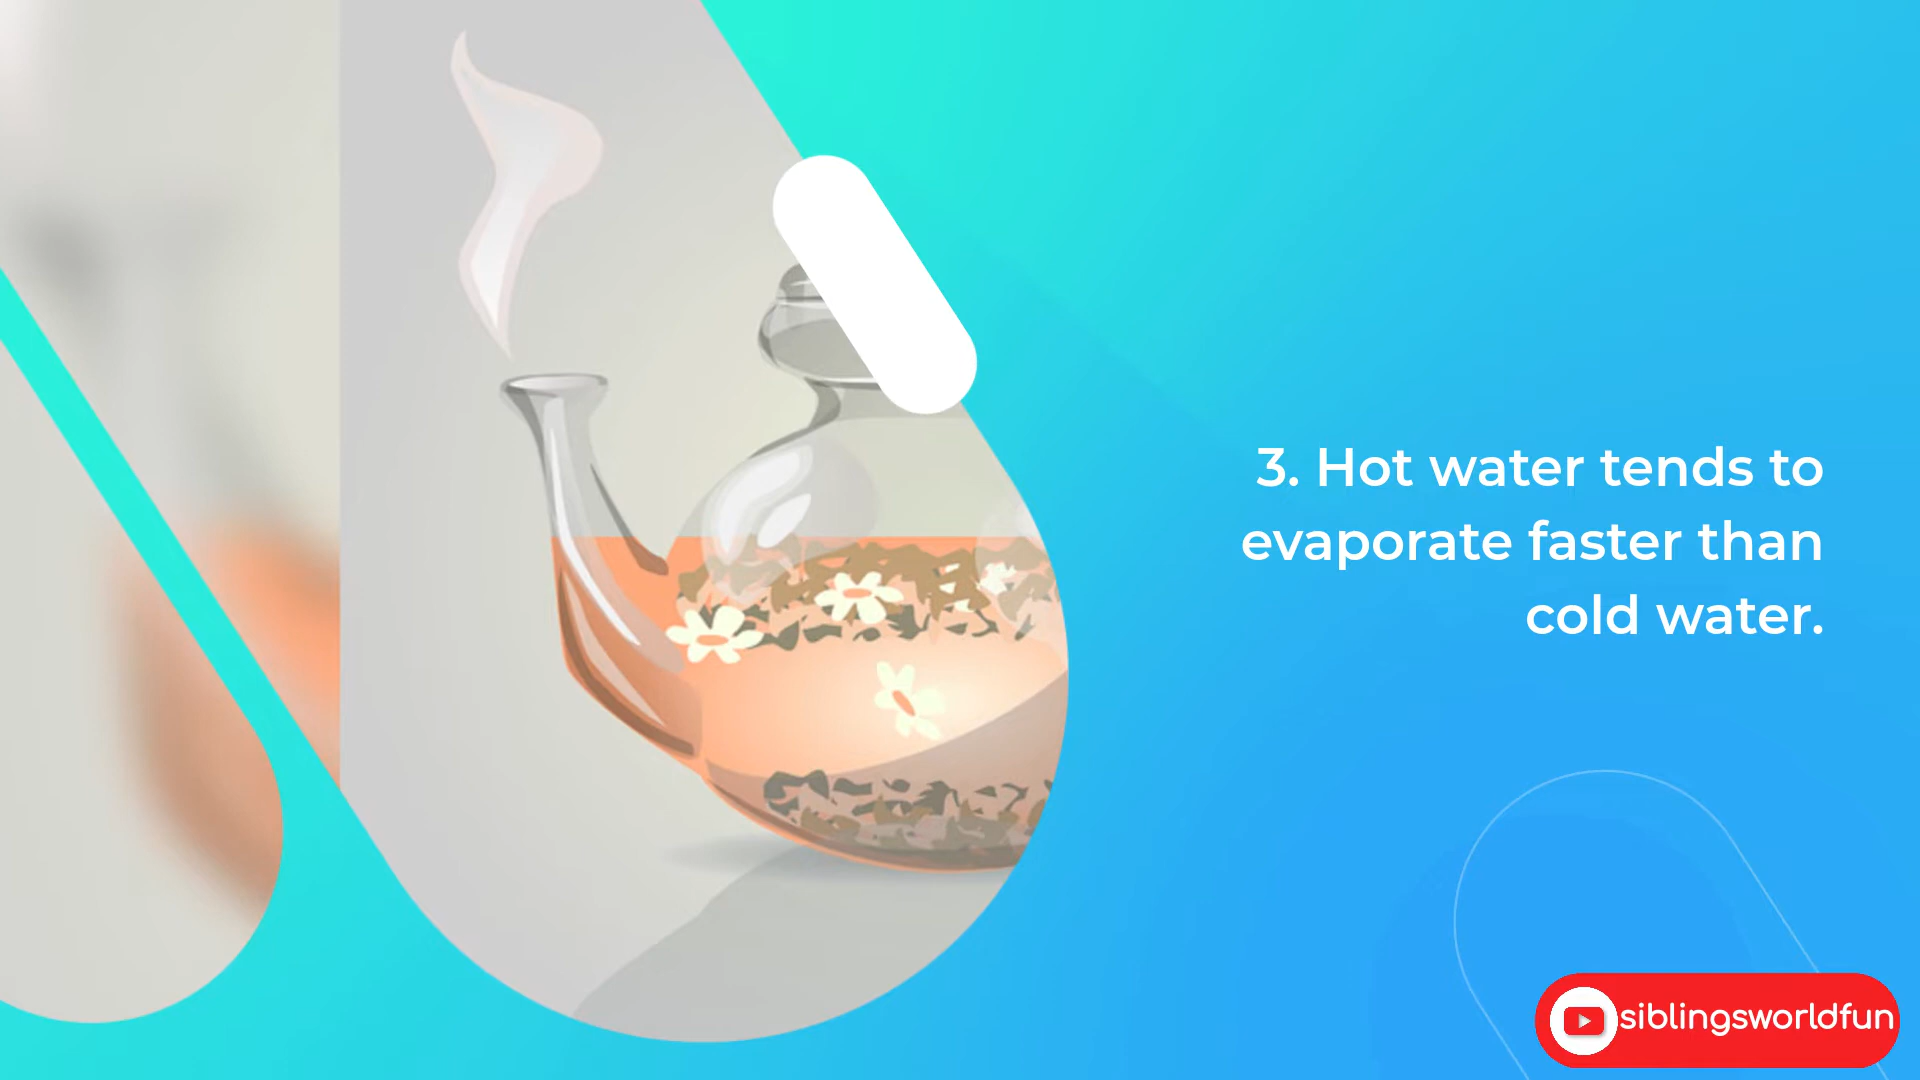 3. Hot water tends to
evaporate faster than
cold water.
siblingsworldfun